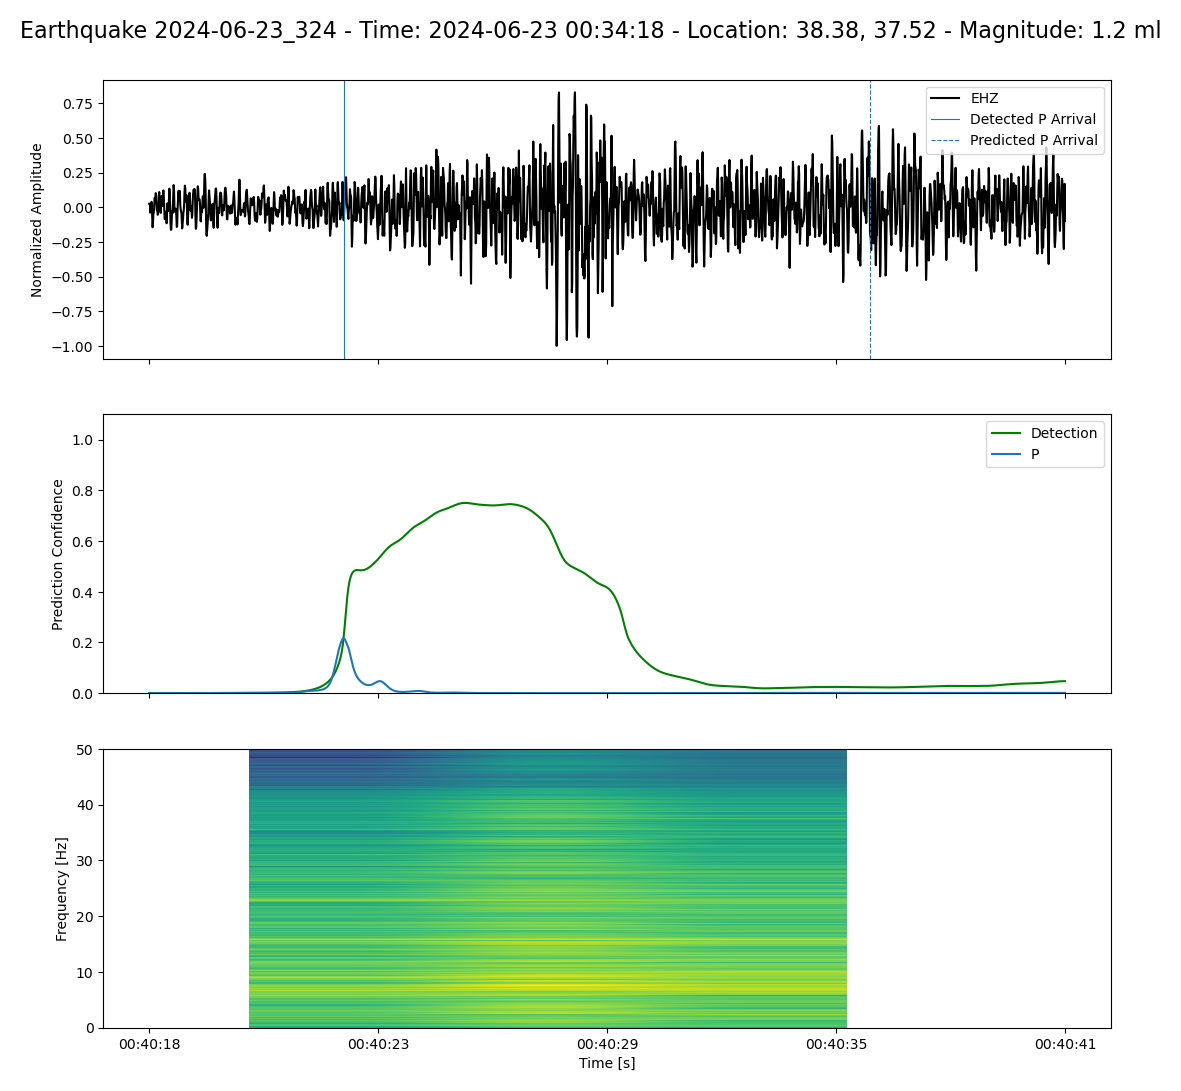 Earthquake 2024-06-23_324 - Time: 2024-06-23 00:34:18 - Location: 38.38, 37.52 - Magnitude: 1.2 ml
Normalized Amplitude
0.75
0.50
0.25
0.00
−0.25
−0.50
−0.75
−1.00
EHZ
Detected P Arrival
Predicted P Arrival
Prediction Confidence
1.0
0.8
0.6
0.4
0.2
0.0
Detection
P
Frequency [Hz]
50
40
30
20
10
0
00:40:18 00:40:23 00:40:29 00:40:35 00:40:41
Time [s]